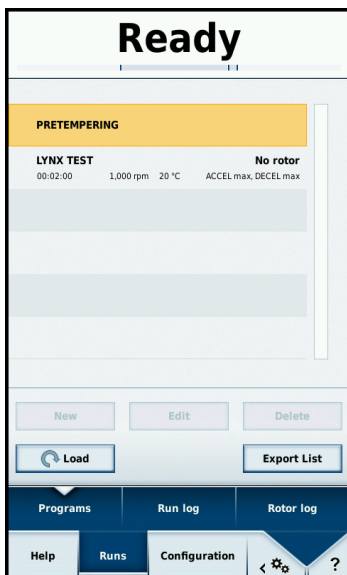 Ready
PRETEMPERING
LYNX TEST No rotor
00:02:00 1,000 rpm 20 °C ACCEL max, DECEL max
New Edit Delete
Load Export List
Programs Run log Rotor log
Help Runs Configuration < ?